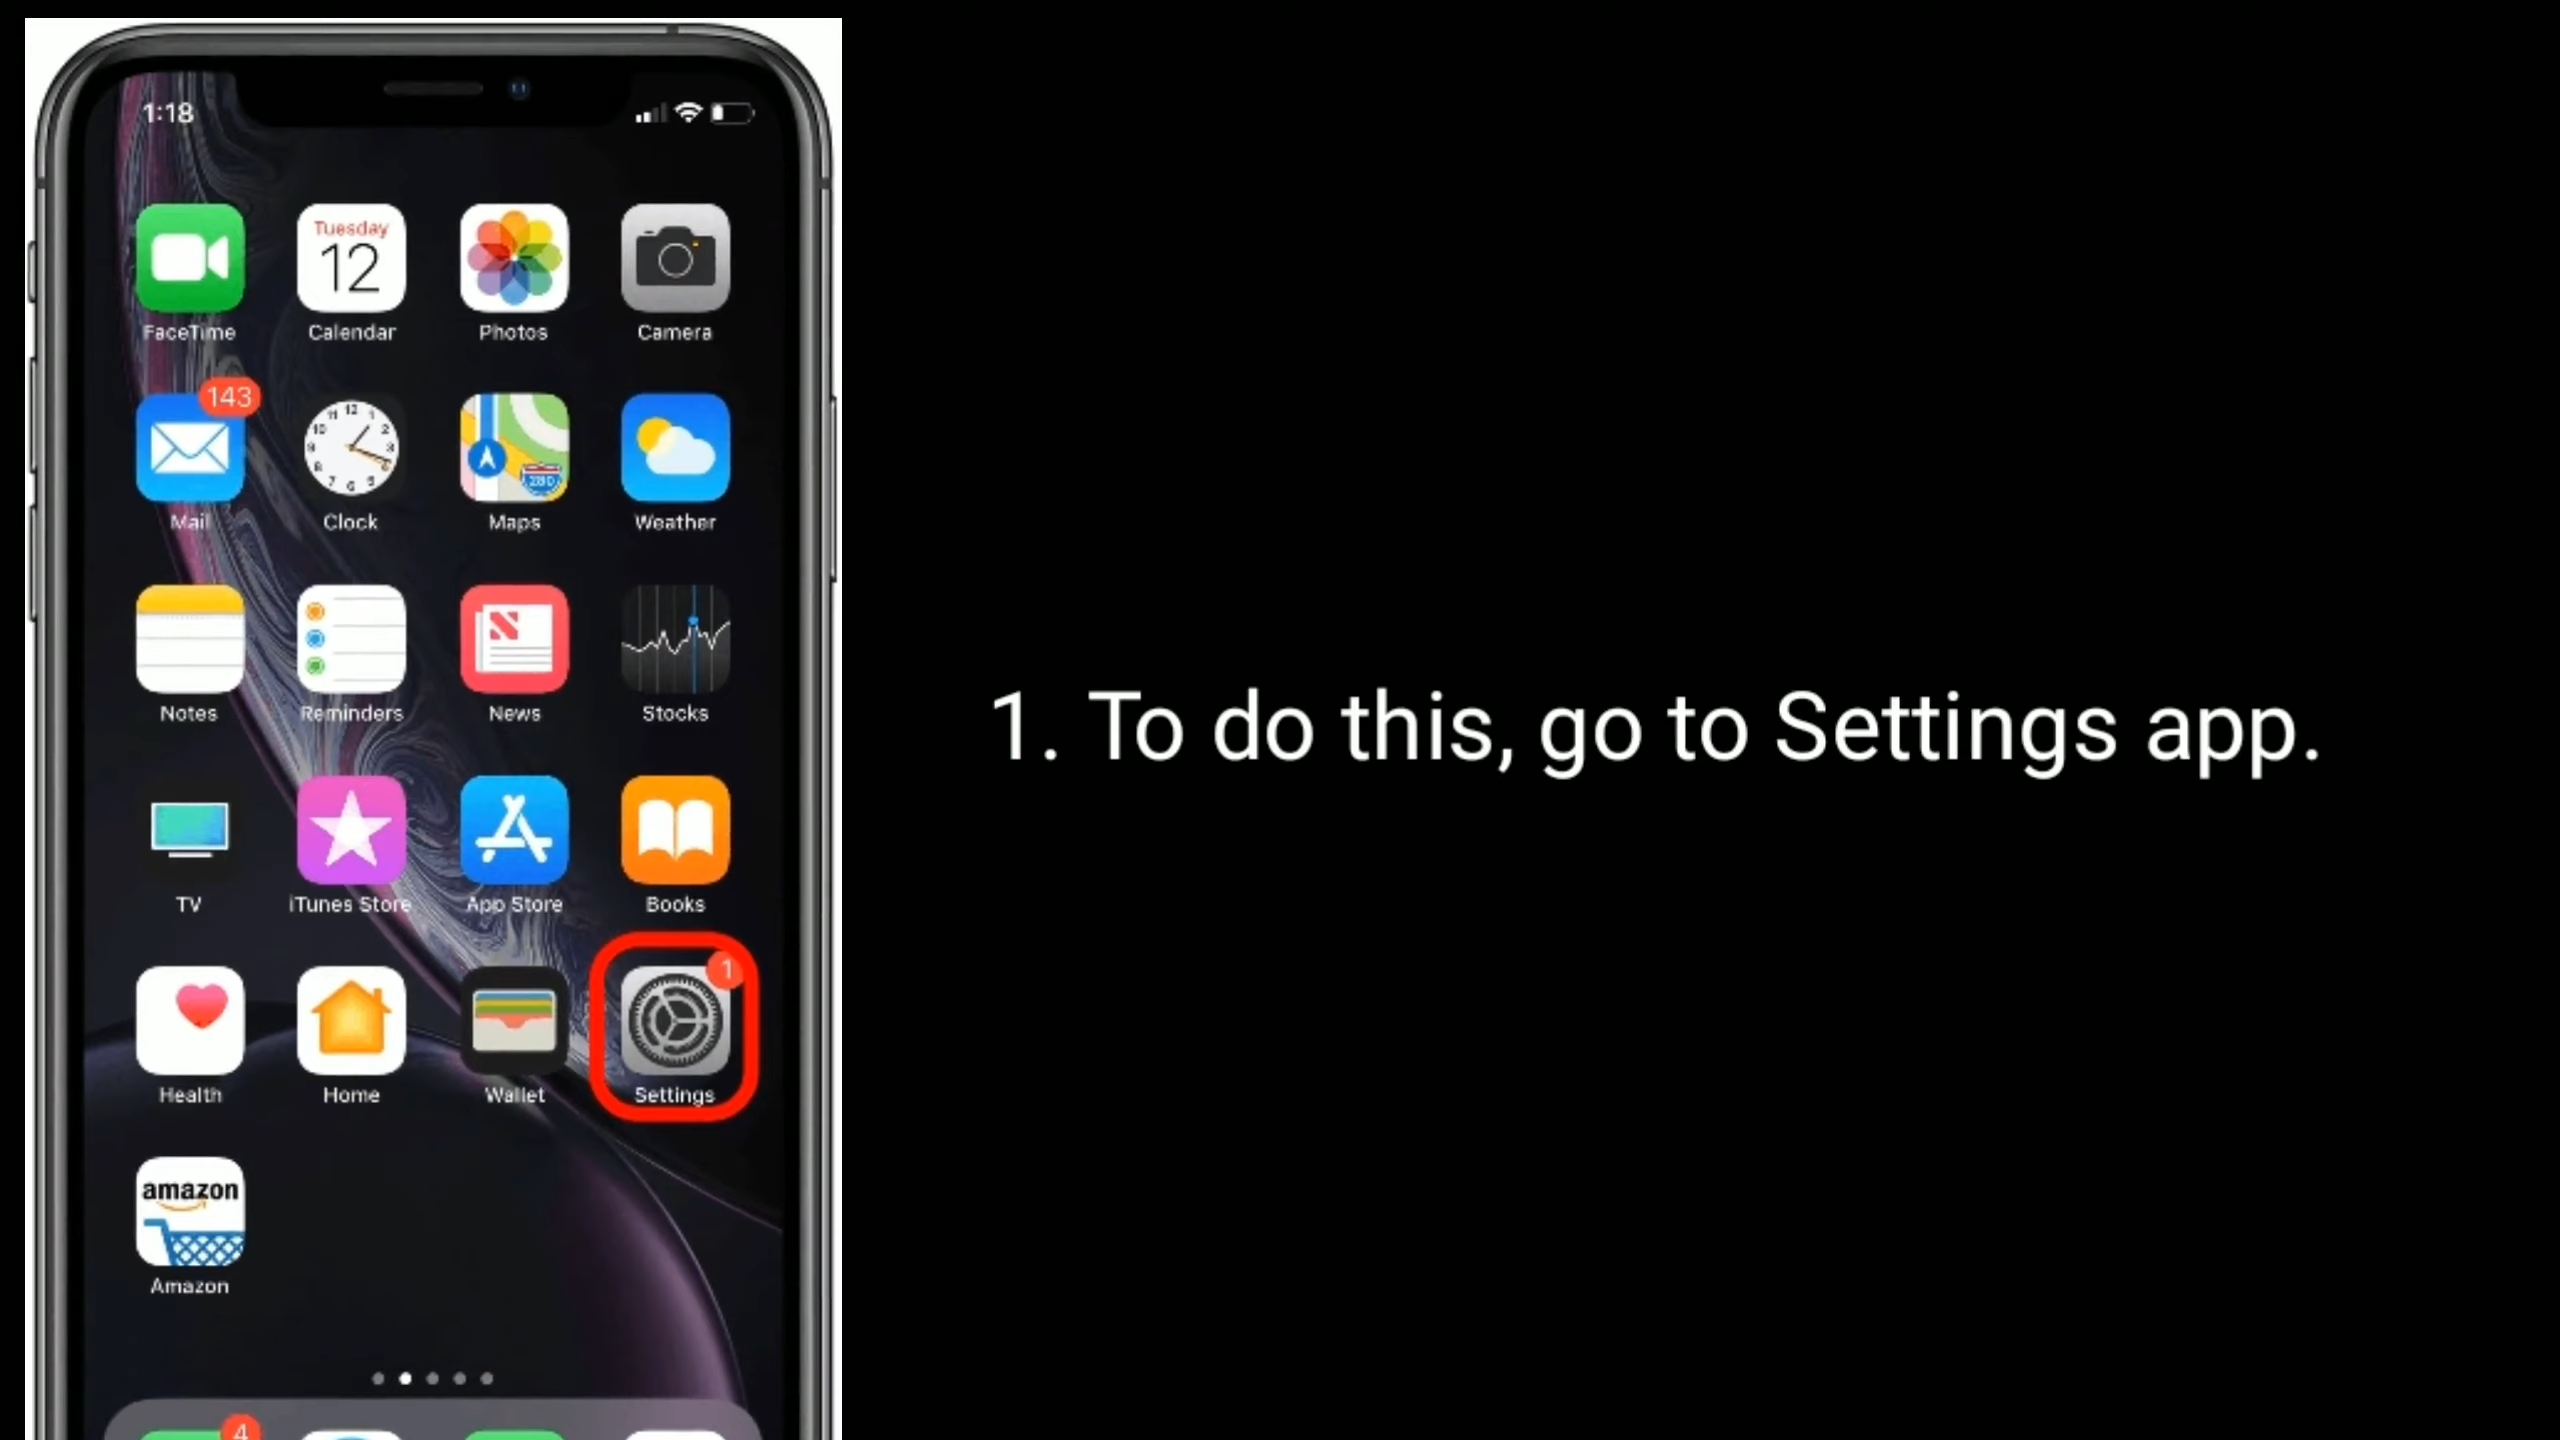 1:18
Tuesday
12
FaceTime Calendar Photos Camera
143
280
Mail Clock Maps Weather
Notes Reminders News Stocks
TV iTunes Store App Store Books
1
Health Home Wallet Settings
amazon
Amazon
4
1. To do this, go to Settings app.